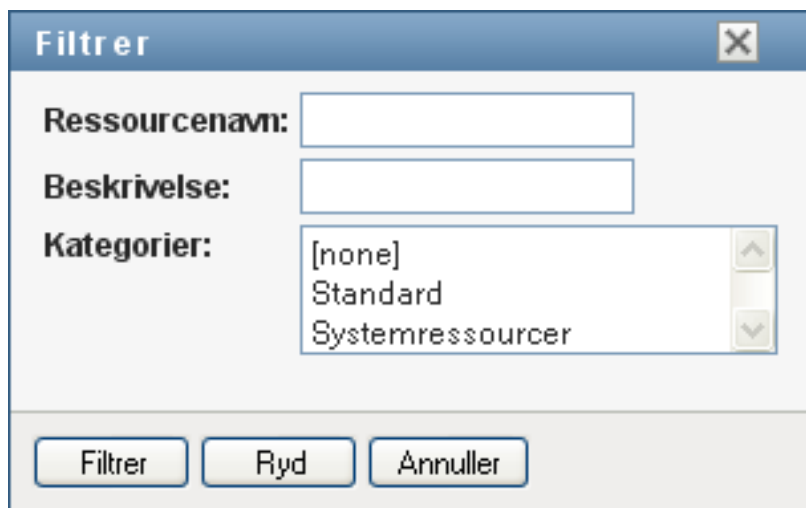 Filtrer
Ressourcenavn:
Beskrivelse:
Kategorier:
[none]
Standard
Systemressourcer
Filtrer Ryd Annuller